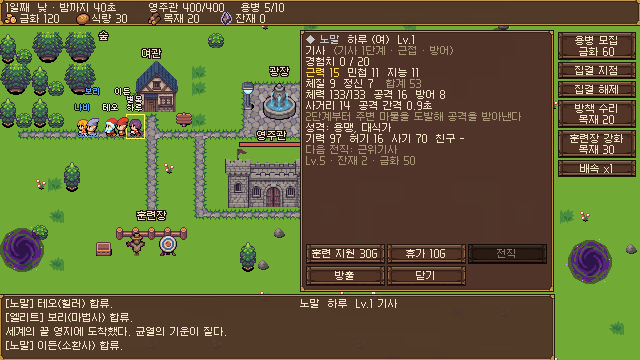 1일째 낮 · 밤까지 40초 영주관 400/400 용병 5/10
금화 120 식량 30 목재 20 잔재 0
숲
여관
보리 이든
나비 테오 하루
광장
영주관
훈련장
◆ 노말 하루 (여) Lv.1
기사 (기사 1단계 · 근접 · 방어)
경험치 0 / 20
근력 15 민첩 11 지능 11
체질 9 정신 7 합계 53
체력 133/133 공격 16 방어 8
사거리 14 공격 간격 0.9초
2단계부터 주변 마물을 도발해 공격을 받아낸다
성격: 용맹, 대식가
기력 97 허기 16 사기 70 친구 -
다음 전직: 근위기사
Lv.5 · 잔재 2 · 금화 50
훈련 지원 30G
휴가 10G
전직
방출
닫기
용병 모집
금화 60
집결 지점
집결 해제
방책 수리
목재 20
훈련장 강화
목재 30
배속 x1
[노말] 테오(힐러) 합류.
[엘리트] 보리(마법사) 합류.
세계의 끝 영지에 도착했다. 균열의 기운이 짙다.
[노말] 이든(소환사) 합류.
노말 하루 Lv.1 기사